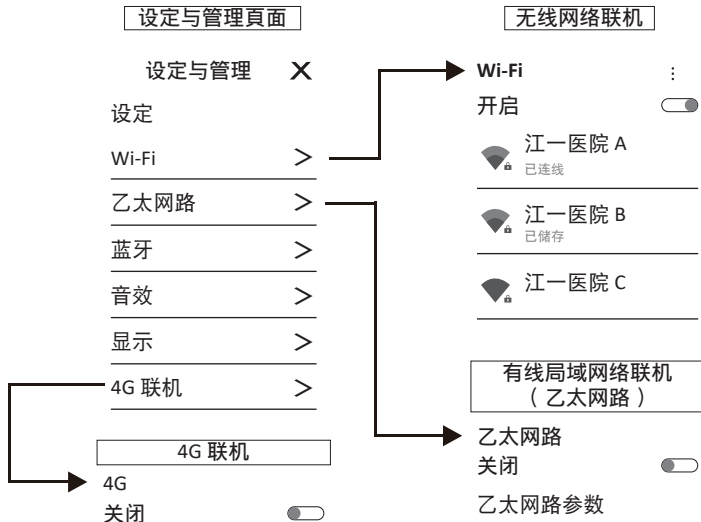 设定与管理頁面
设定与管理 X
设定
Wi-Fi >
乙太网路 >
蓝牙 >
音效 >
显示 >
4G 联机 >
4G 联机
4G
关闭
无线网络联机
Wi-Fi ⋮
开启
江一医院 A
已连线
江一医院 B
已储存
江一医院 C
有线局域网络联机
（乙太网路）
乙太网路
关闭
乙太网路参数